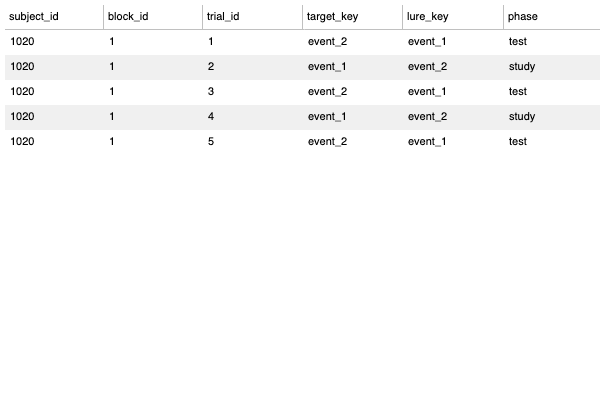 subject_id block_id trial_id target_key lure_key phase
1020 1 1 event_2 event_1 test
1020 1 2 event_1 event_2 study
1020 1 3 event_2 event_1 test
1020 1 4 event_1 event_2 study
1020 1 5 event_2 event_1 test